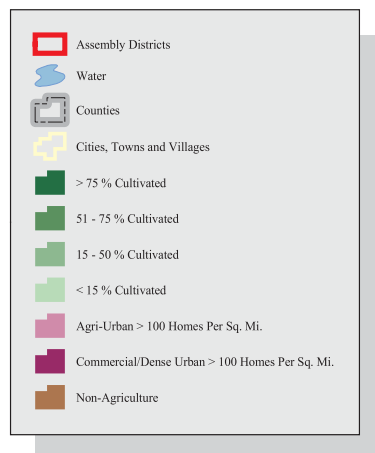 Assembly Districts
Water
Counties
Cities, Towns and Villages
> 75 % Cultivated
51 - 75 % Cultivated
15 - 50 % Cultivated
< 15 % Cultivated
Agri-Urban > 100 Homes Per Sq. Mi.
Commercial/Dense Urban > 100 Homes Per Sq. Mi.
Non-Agriculture